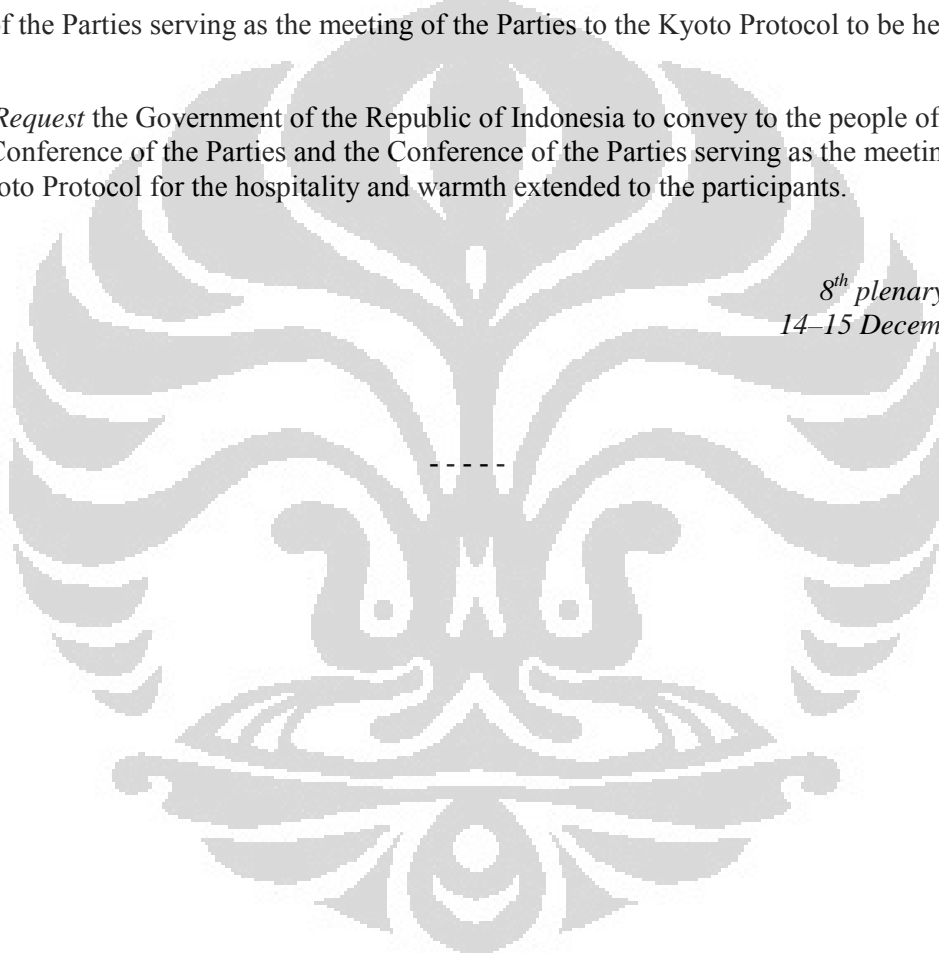 of the Parties serving as the meeting of the Parties to the Kyoto Protocol to be he
Request the Government of the Republic of Indonesia to convey to the people of
Conference of the Parties and the Conference of the Parties serving as the meetin
oto Protocol for the hospitality and warmth extended to the participants.
8th plenary
14–15 Decem
- - - - -